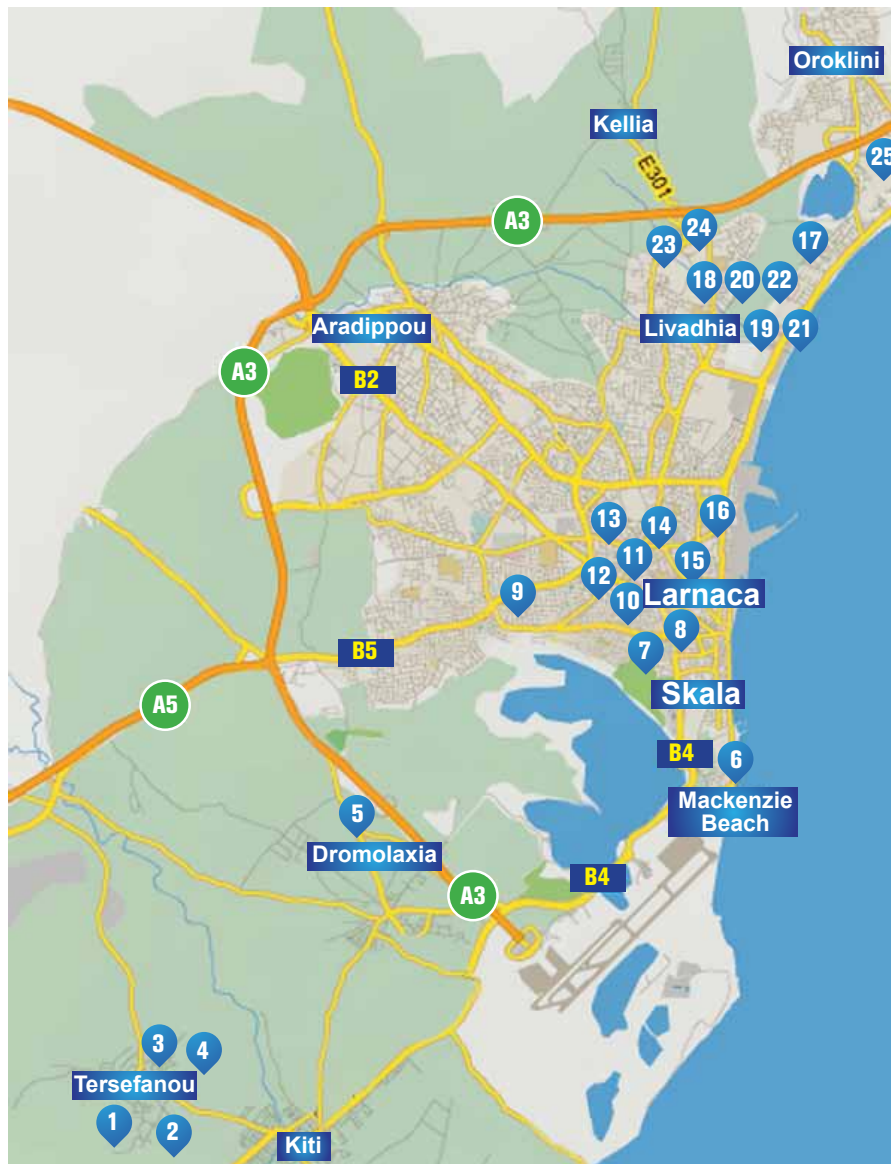 Oroklini
Kellia
E301
25
A3
24
23
17
18
20
22
Aradippou
Livadhia
19
21
A3
B2
16
13
14
11
15
12
9
10
Larnaca
8
7
B5
Skala
A5
B4
6
Mackenzie
Beach
5
Dromolaxia
B4
A3
3
4
Tersefanou
1
2
Kiti